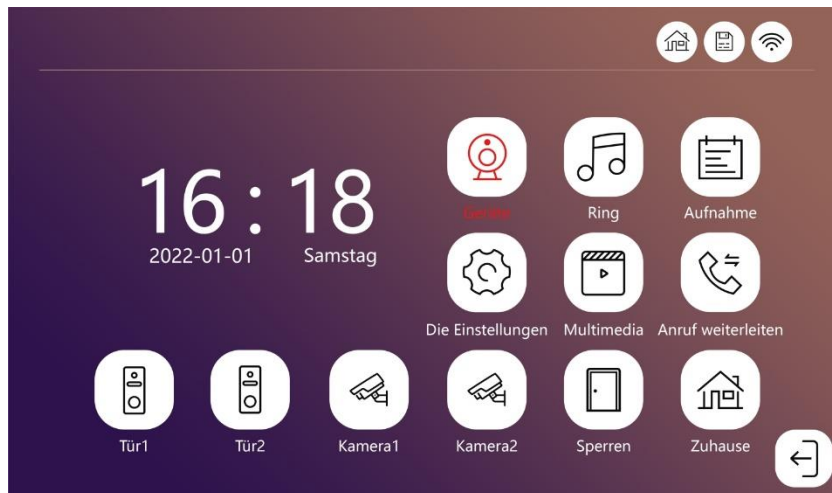 16 : 18
2022-01-01 Samstag
Geräte Ring Aufnahme
Die Einstellungen Multimedia Anruf weiterleiten
Tür1 Tür2 Kamera1 Kamera2 Sperren Zuhause